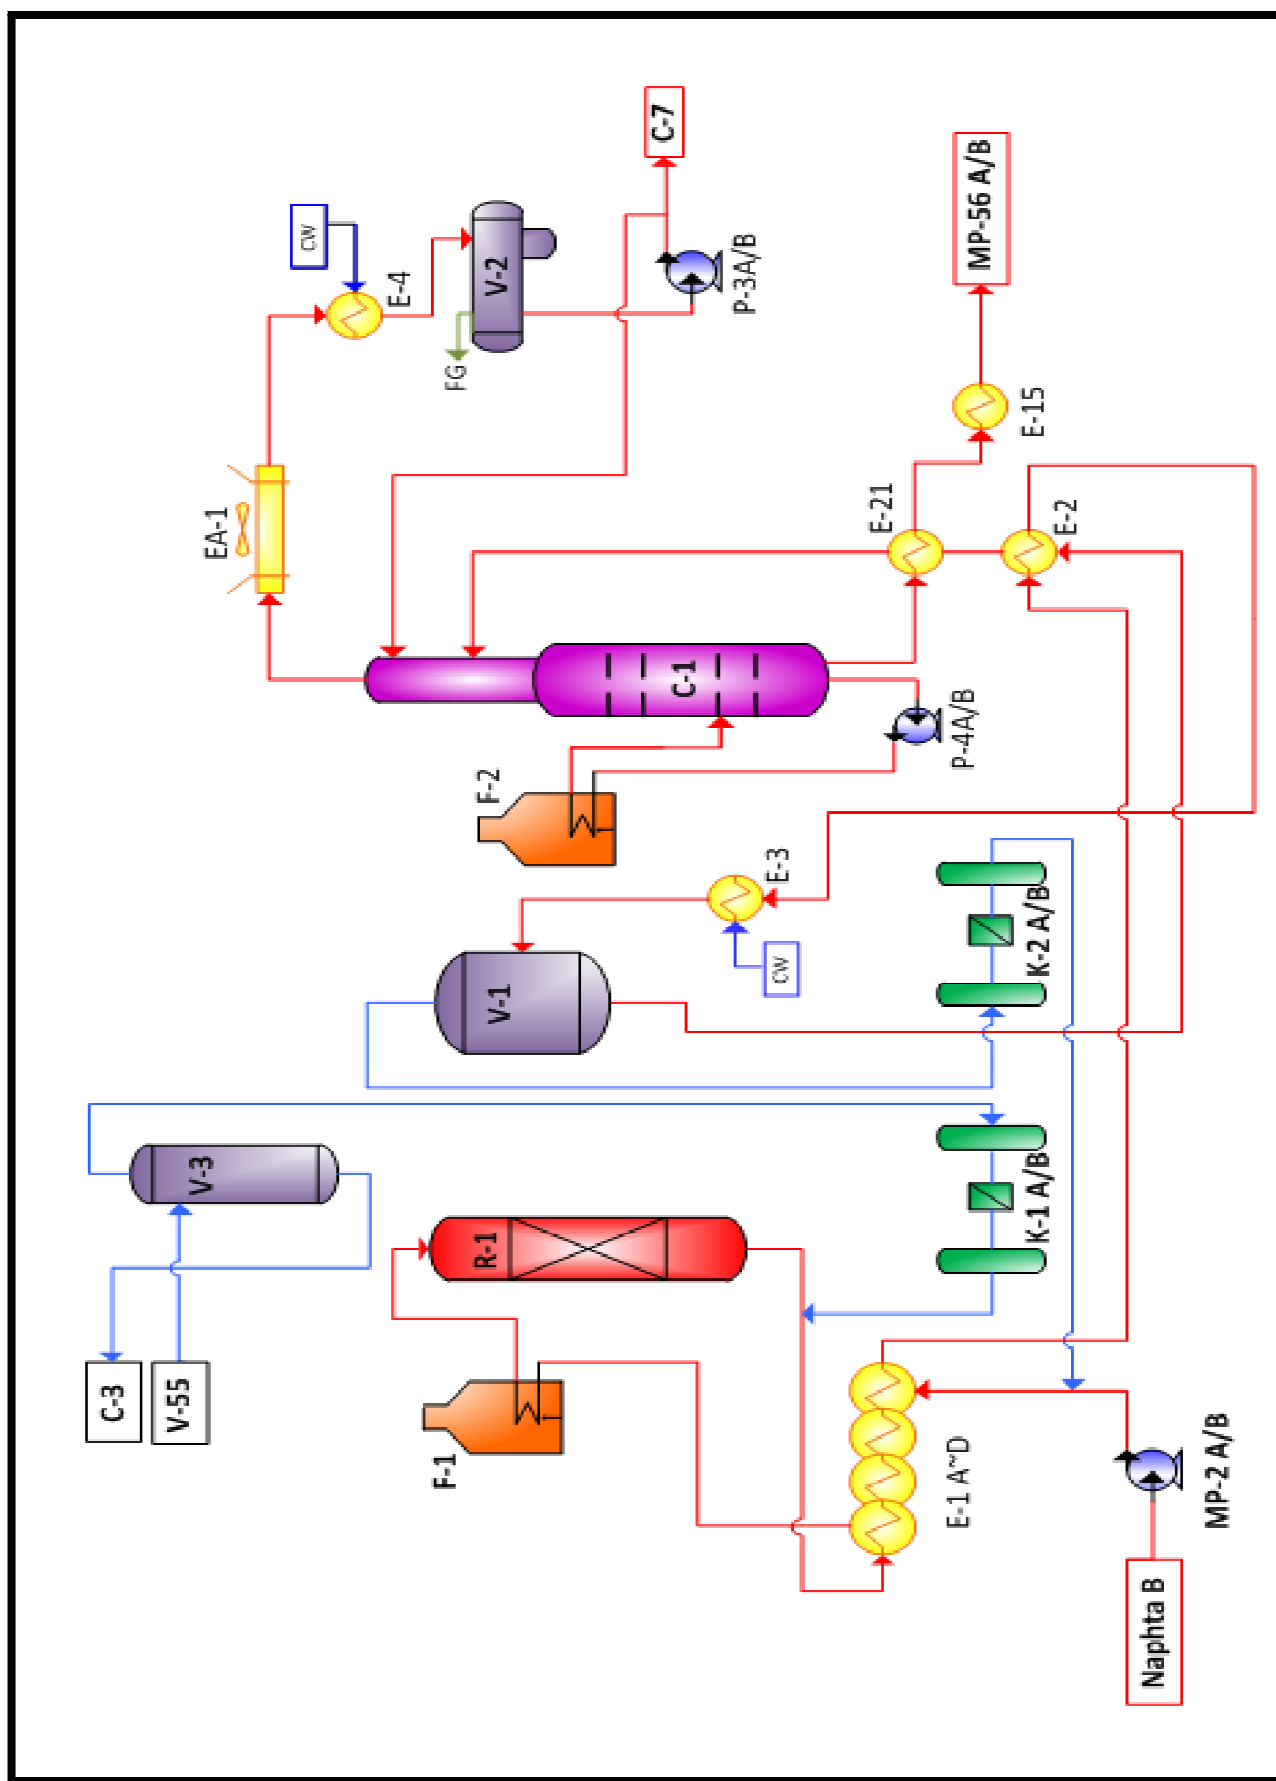 C-3
V-55
V-3
EA-1
CW
E-4
F-1
FG
R-1
F-2
V-1
V-2
C-7
C-1
P-3A/B
E-3
CW
E-21
E-1 A~D
P-4A/B
MP-56 A/B
E-15
K-1 A/B
K-2 A/B
E-2
Naphta B
MP-2 A/B